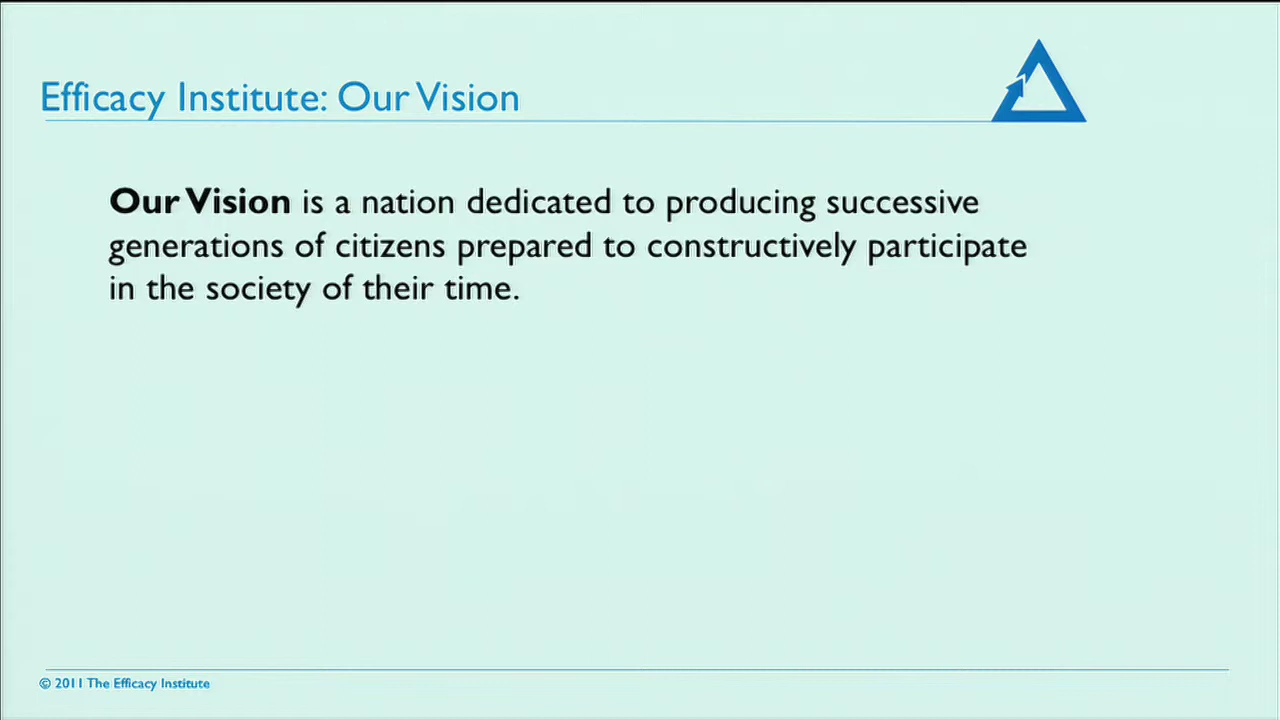 Efficacy Institute: Our Vision
Our Vision is a nation dedicated to producing successive
generations of citizens prepared to constructively participate
in the society of their time.
© 2011 The Efficacy Institute